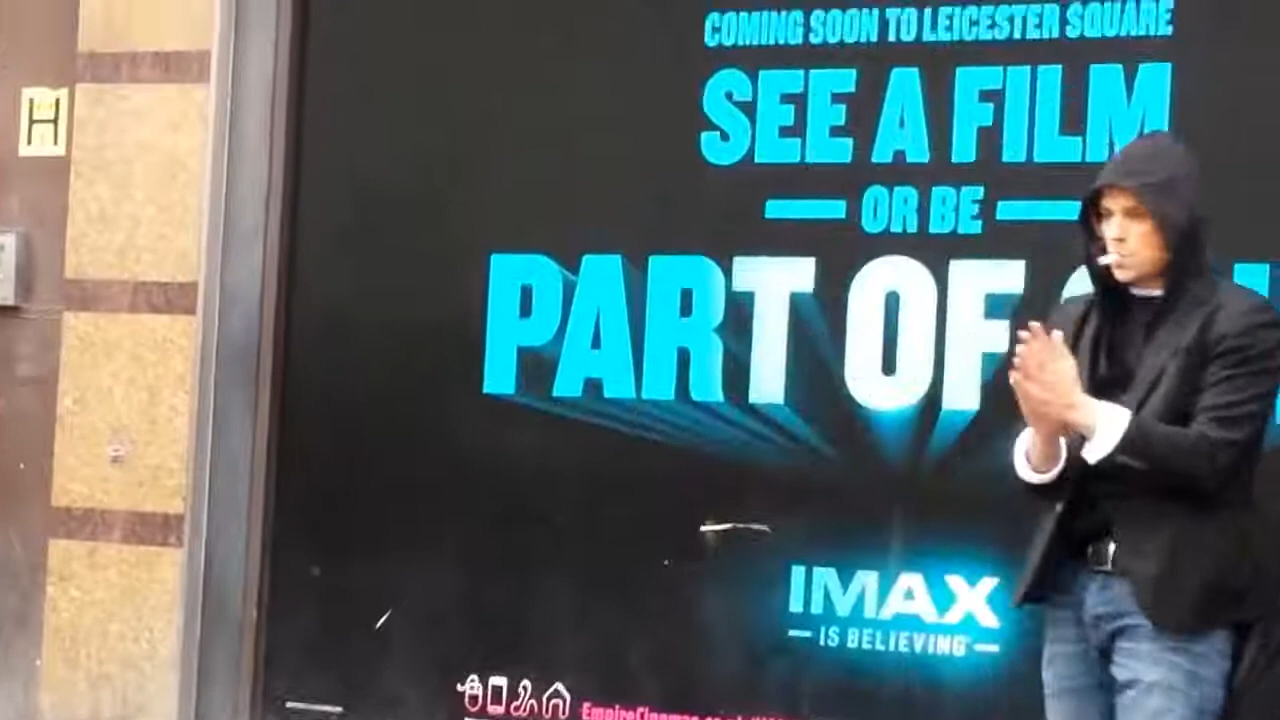 H
COMING SOON TO LEICESTER SQUARE
SEE A FILM
OR BE
PART OF
IMAX
IS BELIEVING